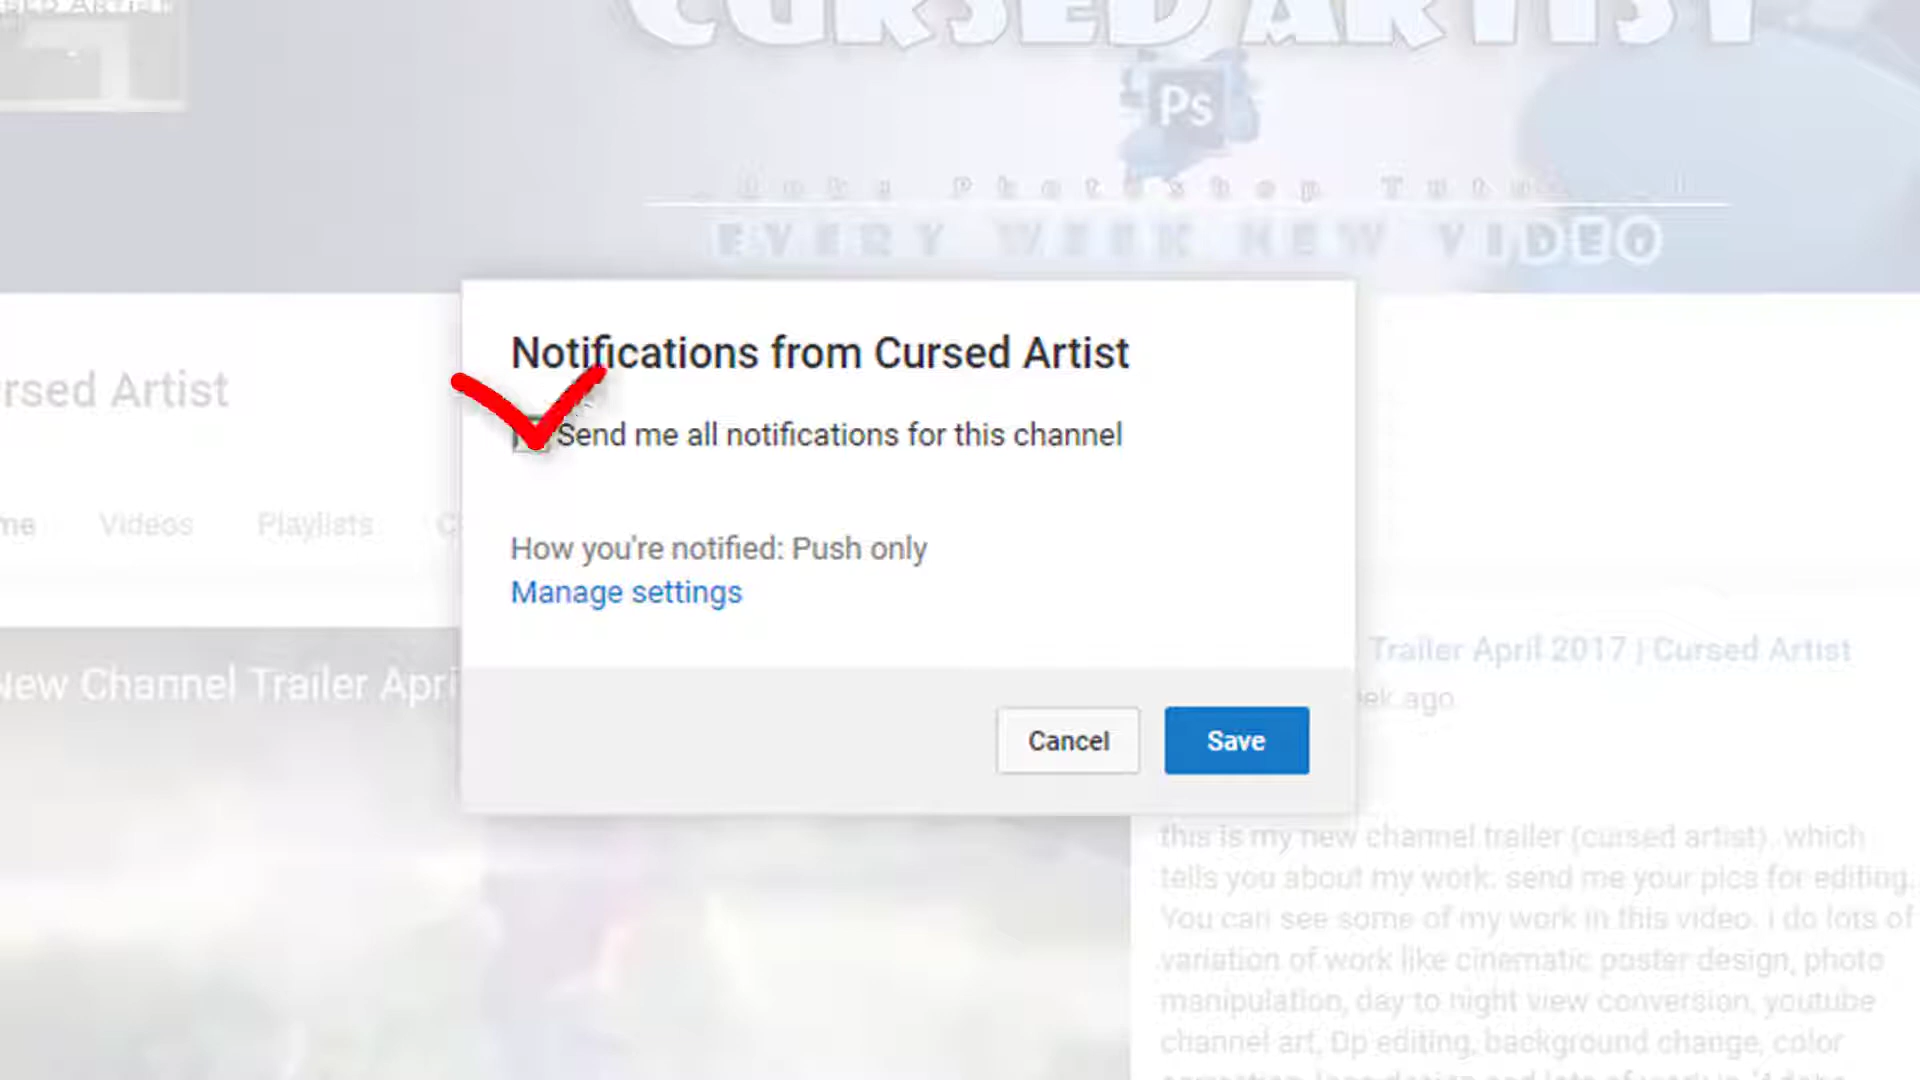 CURSED ARTIST
Ps
EVERY WEEK NEW VIDEO
Notifications from Cursed Artist
rsed Artist
Send me all notifications for this channel
me Videos Playlists C
How you're notified: Push only
Manage settings
Trailer April 2017 | Cursed Artist
New Channel Trailer Apri
ek ago
Cancel Save
this is my new channel trailer (cursed artist). which
tells you about my work. send me your pics for editing.
You can see some of my work in this video. i do lots of
variation of work like cinematic poster design, photo
manipulation, day to night view conversion, youtube
channel art, Dp editing, background change, color